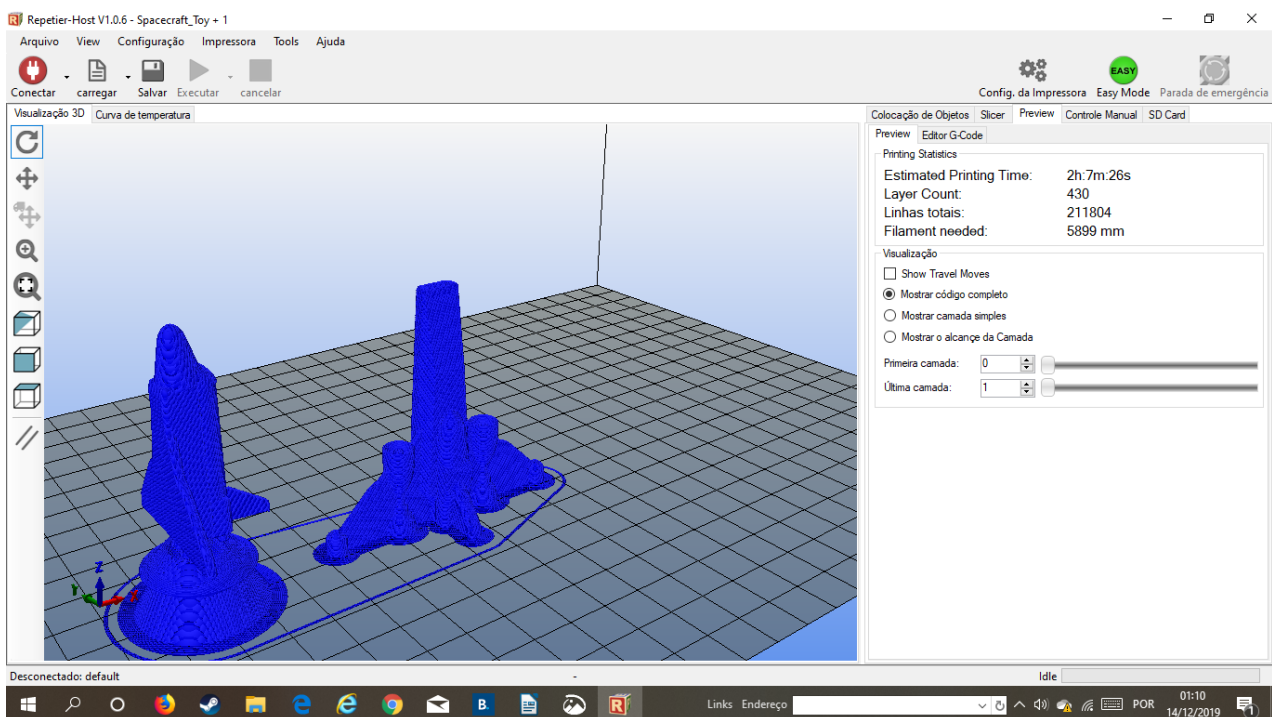 Repetier-Host V1.0.6 - Spacecraft_Toy + 1
Arquivo View Configuração Impressora Tools Ajuda
Conectar carregar Salvar Executar cancelar
EASY
Config. da Impressora Easy Mode Parada de emergência
Visualização 3D Curva de temperatura
Colocação de Objetos Slicer Preview Controle Manual SD Card
Preview Editor G-Code
Printing Statistics
Estimated Printing Time: 2h:7m:26s
Layer Count: 430
Linhas totais: 211804
Filament needed: 5899 mm
Visualização
Show Travel Moves
Mostrar código completo
Mostrar camada simples
Mostrar o alcançe da Camada
Primeira camada: 0
Última camada: 1
Z
Y
X
Desconectado: default - Idle
B. R Links Endereço POR 01:10
14/12/2019
1